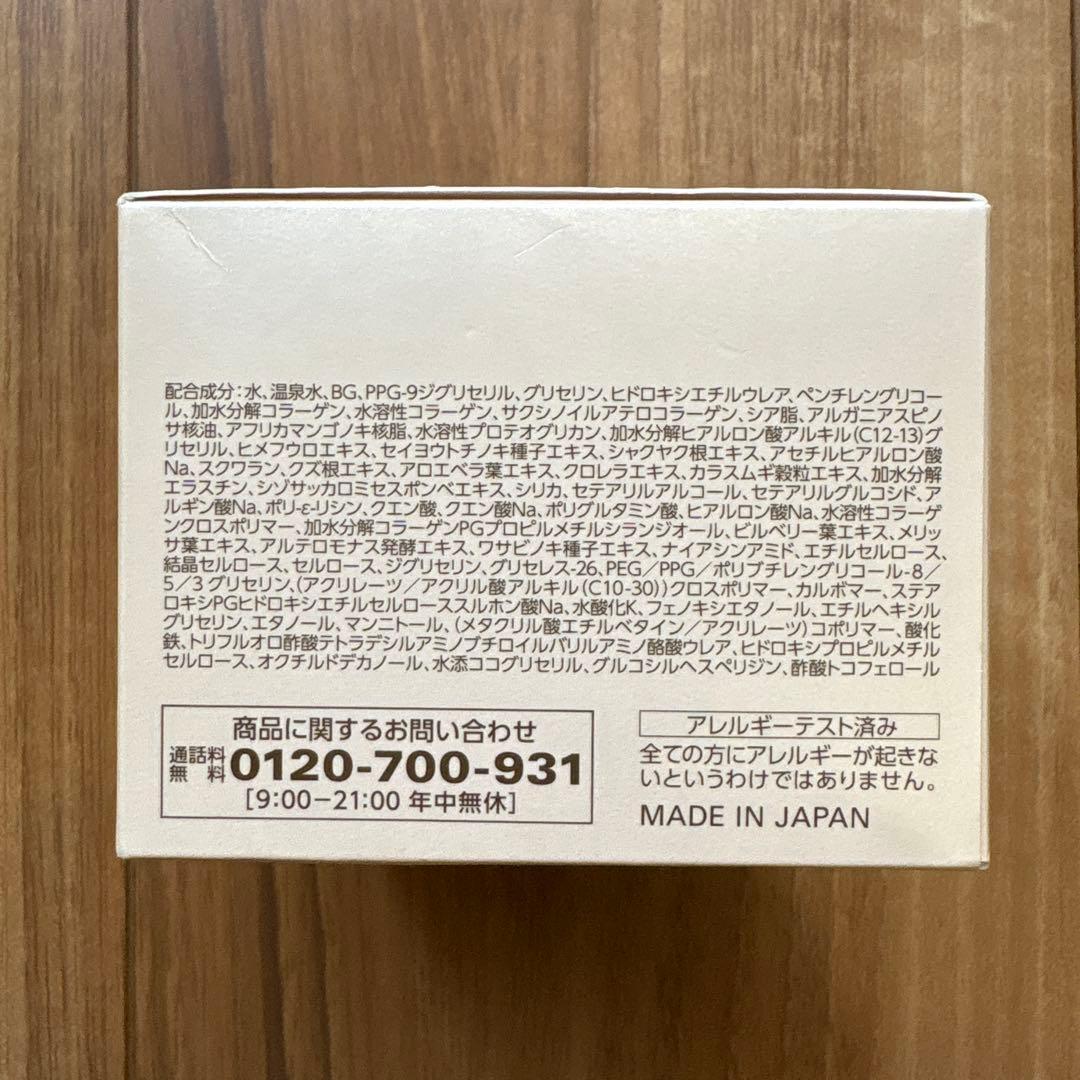 配合成分：水、温泉水、BG、PPG-9ジグリセリル、グリセリン、ヒドロキシエチルウレア、ペンチレングリコ
ール、加水分解コラーゲン、水溶性コラーゲン、サクシノイルアテロコラーゲン、シア脂、アルガニアスピノ
サ核油、アフリカマンゴノキ核脂、水溶性プロテオグリカン、加水分解ヒアルロン酸アルキル(C12-13)グ
リセリル、ヒメフウロエキス、セイヨウトチノキ種子エキス、シャクヤク根エキス、アセチルヒアルロン酸
Na、スクワラン、クズ根エキス、アロエベラ葉エキス、クロレラエキス、カラスムギ穀粒エキス、加水分解
エラスチン、シゾサッカロミセスポンベエキス、シリカ、セテアリルアルコール、セテアリルグルコシド、ア
ルギン酸Na、ポリ-ε-リシン、クエン酸、クエン酸Na、ポリグルタミン酸、ヒアルロン酸Na、水溶性コラーゲ
ンクロスポリマー、加水分解コラーゲンPGプロピルメチルシランジオール、ビルベリー葉エキス、メリッ
サ葉エキス、アルテロモナス発酵エキス、ワサビノキ種子エキス、ナイアシンアミド、エチルセルロース、
結晶セルロース、セルロース、ジグリセリン、グリセレス-26、PEG／PPG／ポリブチレングリコール-8／
5／3 グリセリン、(アクリレーツ／アクリル酸アルキル(C10-30))クロスポリマー、カルボマー、ステア
ロキシPGヒドロキシエチルセルローススルホン酸Na、水酸化K、フェノキシエタノール、エチルヘキシル
グリセリン、エタノール、マンニトール、(メタクリル酸エチルベタイン／アクリレーツ)コポリマー、酸化
鉄、トリフルオロ酢酸テトラデシルアミノブチロイルバリルアミノ酪酸ウレア、ヒドロキシプロピルメチル
セルロース、オクチルドデカノール、水添ココグリセリル、グルコシルヘスペリジン、酢酸トコフェロール
商品に関するお問い合わせ
通話料無料 0120-700-931
［9:00－21:00 年中無休］
アレルギーテスト済み
全ての方にアレルギーが起きな
いというわけではありません。
MADE IN JAPAN